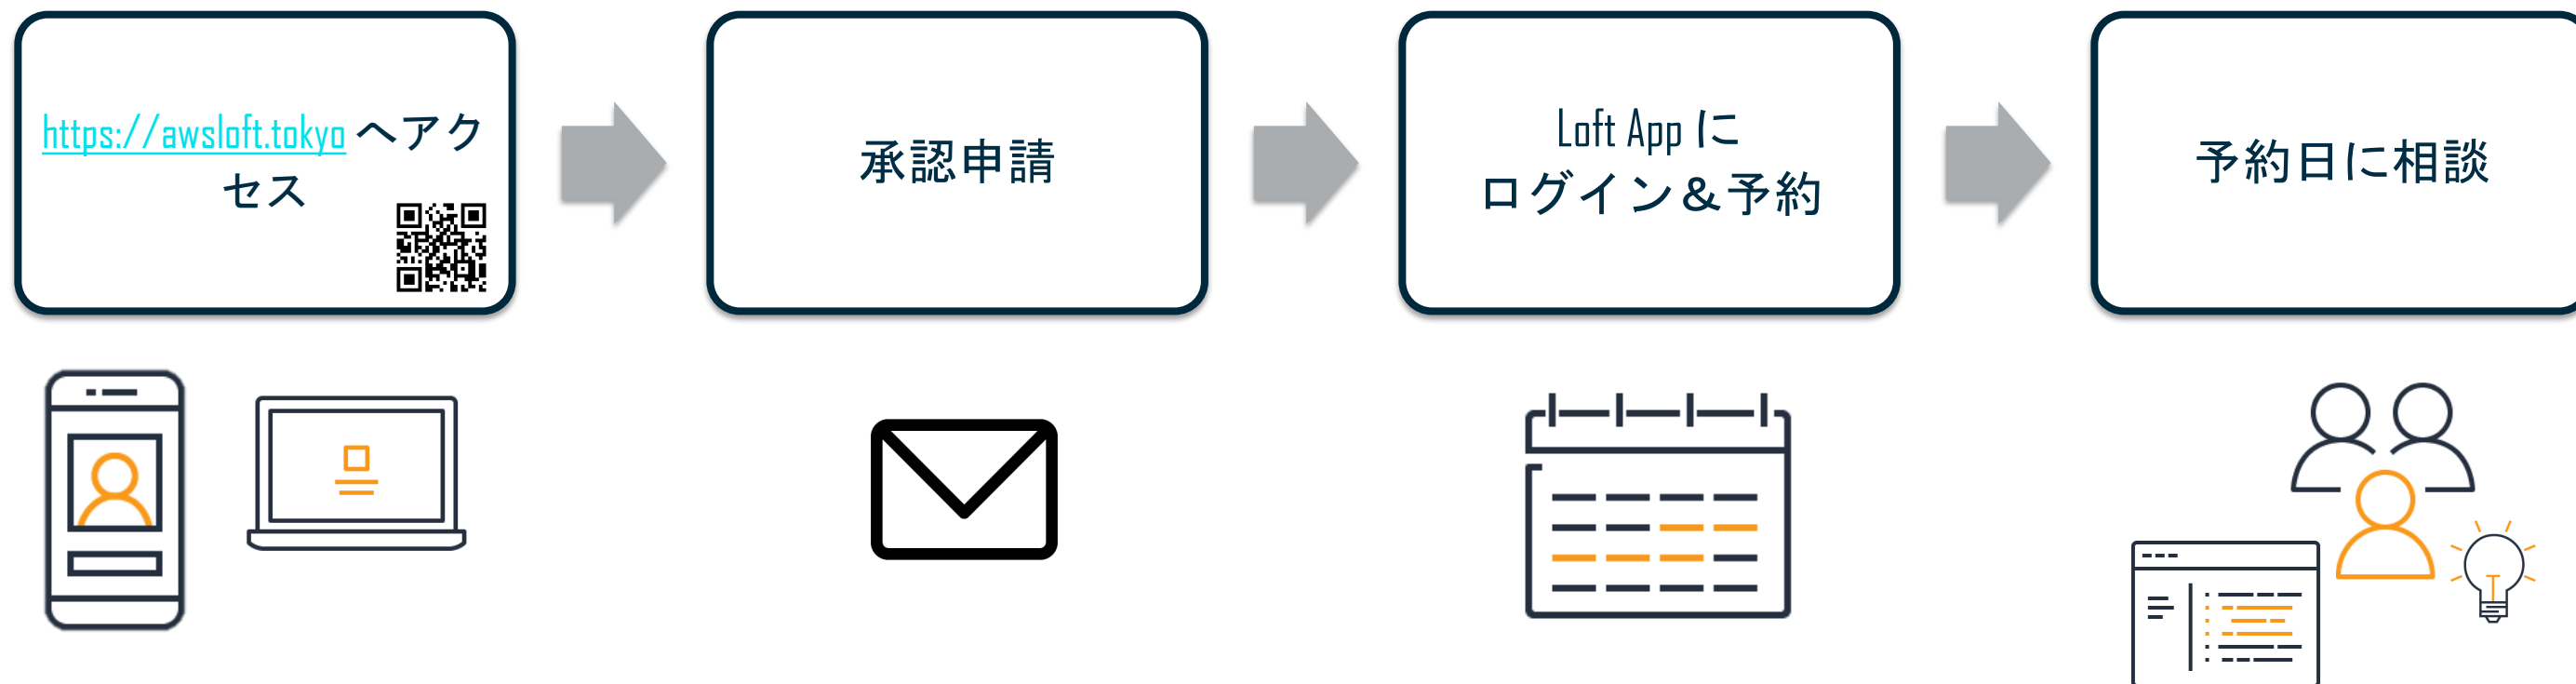 https://awsloft.tokyo へアク
セス
承認申請
Loft App に
ログイン&予約
予約日に相談